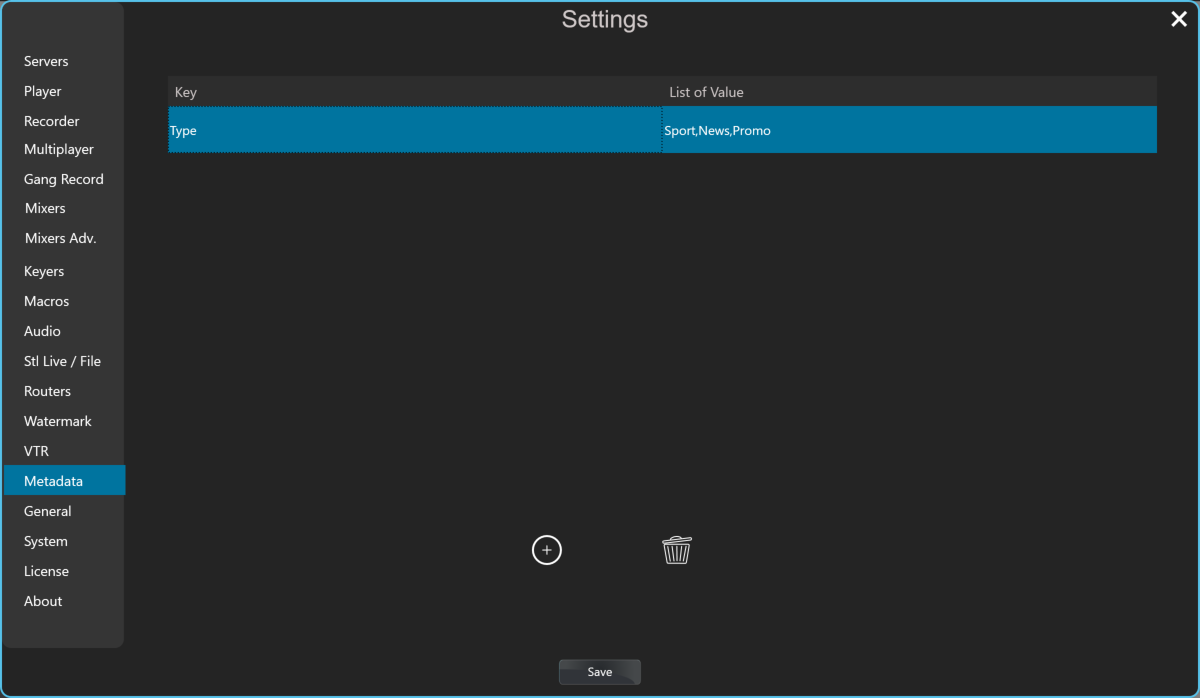 Settings
Servers
Player
Recorder
Multiplayer
Gang Record
Mixers
Mixers Adv.
Keyers
Macros
Audio
Stl Live / File
Routers
Watermark
VTR
Metadata
General
System
License
About
Key List of Value
Type Sport,News,Promo
Save